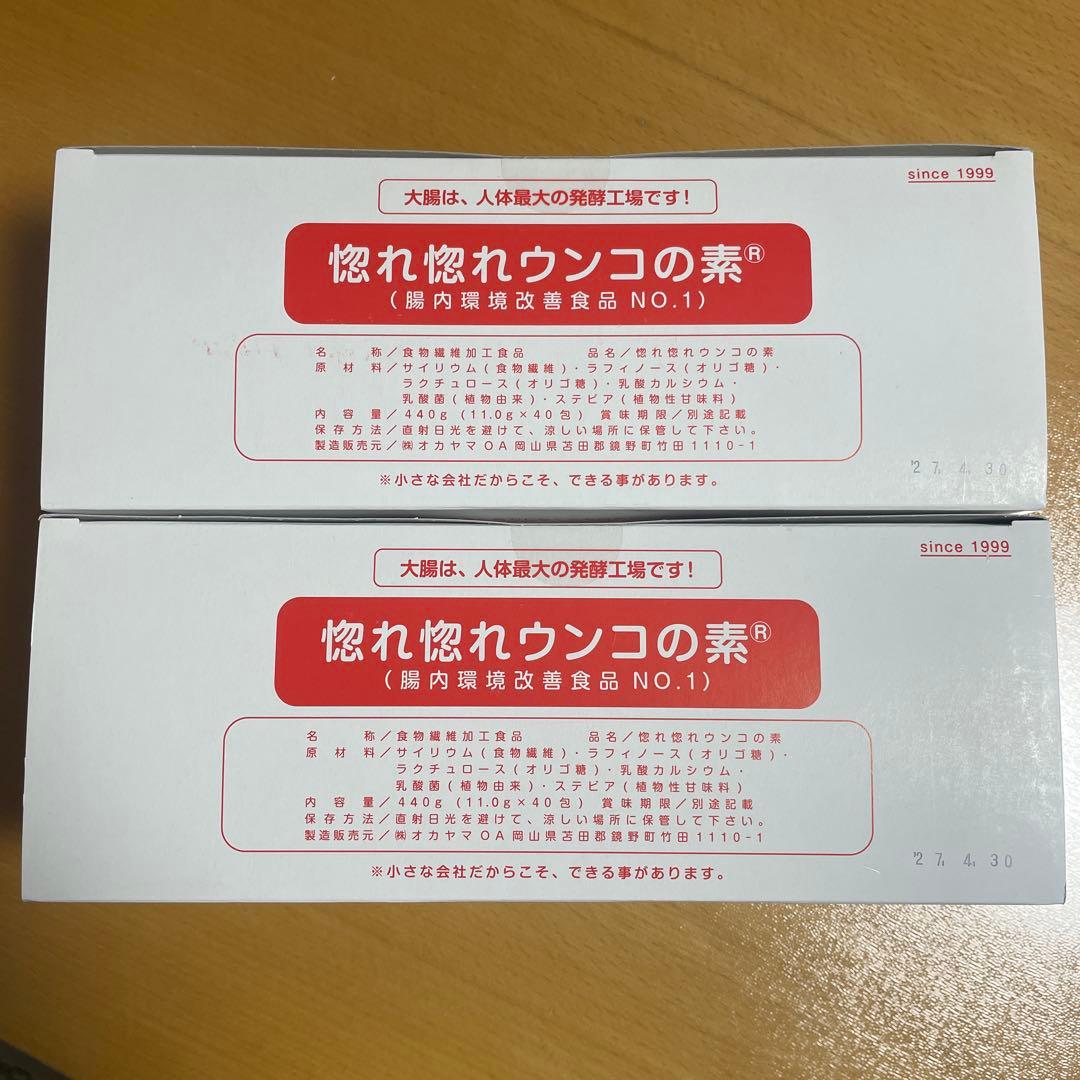 since 1999
大腸は、人体最大の発酵工場です!
惚れ惚れウンコの素®
(腸内環境改善食品 NO.1)
名 称/食物繊維加工食品 品名/惚れ惚れウンコの素
原 材 料/サイリウム(食物繊維)・ラフィノース(オリゴ糖)・
ラクチュロース(オリゴ糖)・乳酸カルシウム・
乳酸菌(植物由来)・ステビア(植物性甘味料)
内 容 量/440g (11.0g×40包) 賞味期限/別途記載
保存方法/直射日光を避けて、涼しい場所に保管して下さい。
製造販売元/㈱オカヤマOA岡山県苫田郡鏡野町竹田1110-1
'27. 4. 30
※小さな会社だからこそ、できる事があります。
since 1999
大腸は、人体最大の発酵工場です!
惚れ惚れウンコの素®
(腸内環境改善食品 NO.1)
名 称/食物繊維加工食品 品名/惚れ惚れウンコの素
原 材 料/サイリウム(食物繊維)・ラフィノース(オリゴ糖)・
ラクチュロース(オリゴ糖)・乳酸カルシウム・
乳酸菌(植物由来)・ステビア(植物性甘味料)
内 容 量/440g (11.0g×40包) 賞味期限/別途記載
保存方法/直射日光を避けて、涼しい場所に保管して下さい。
製造販売元/㈱オカヤマOA岡山県苫田郡鏡野町竹田1110-1
'27. 4. 30
※小さな会社だからこそ、できる事があります。